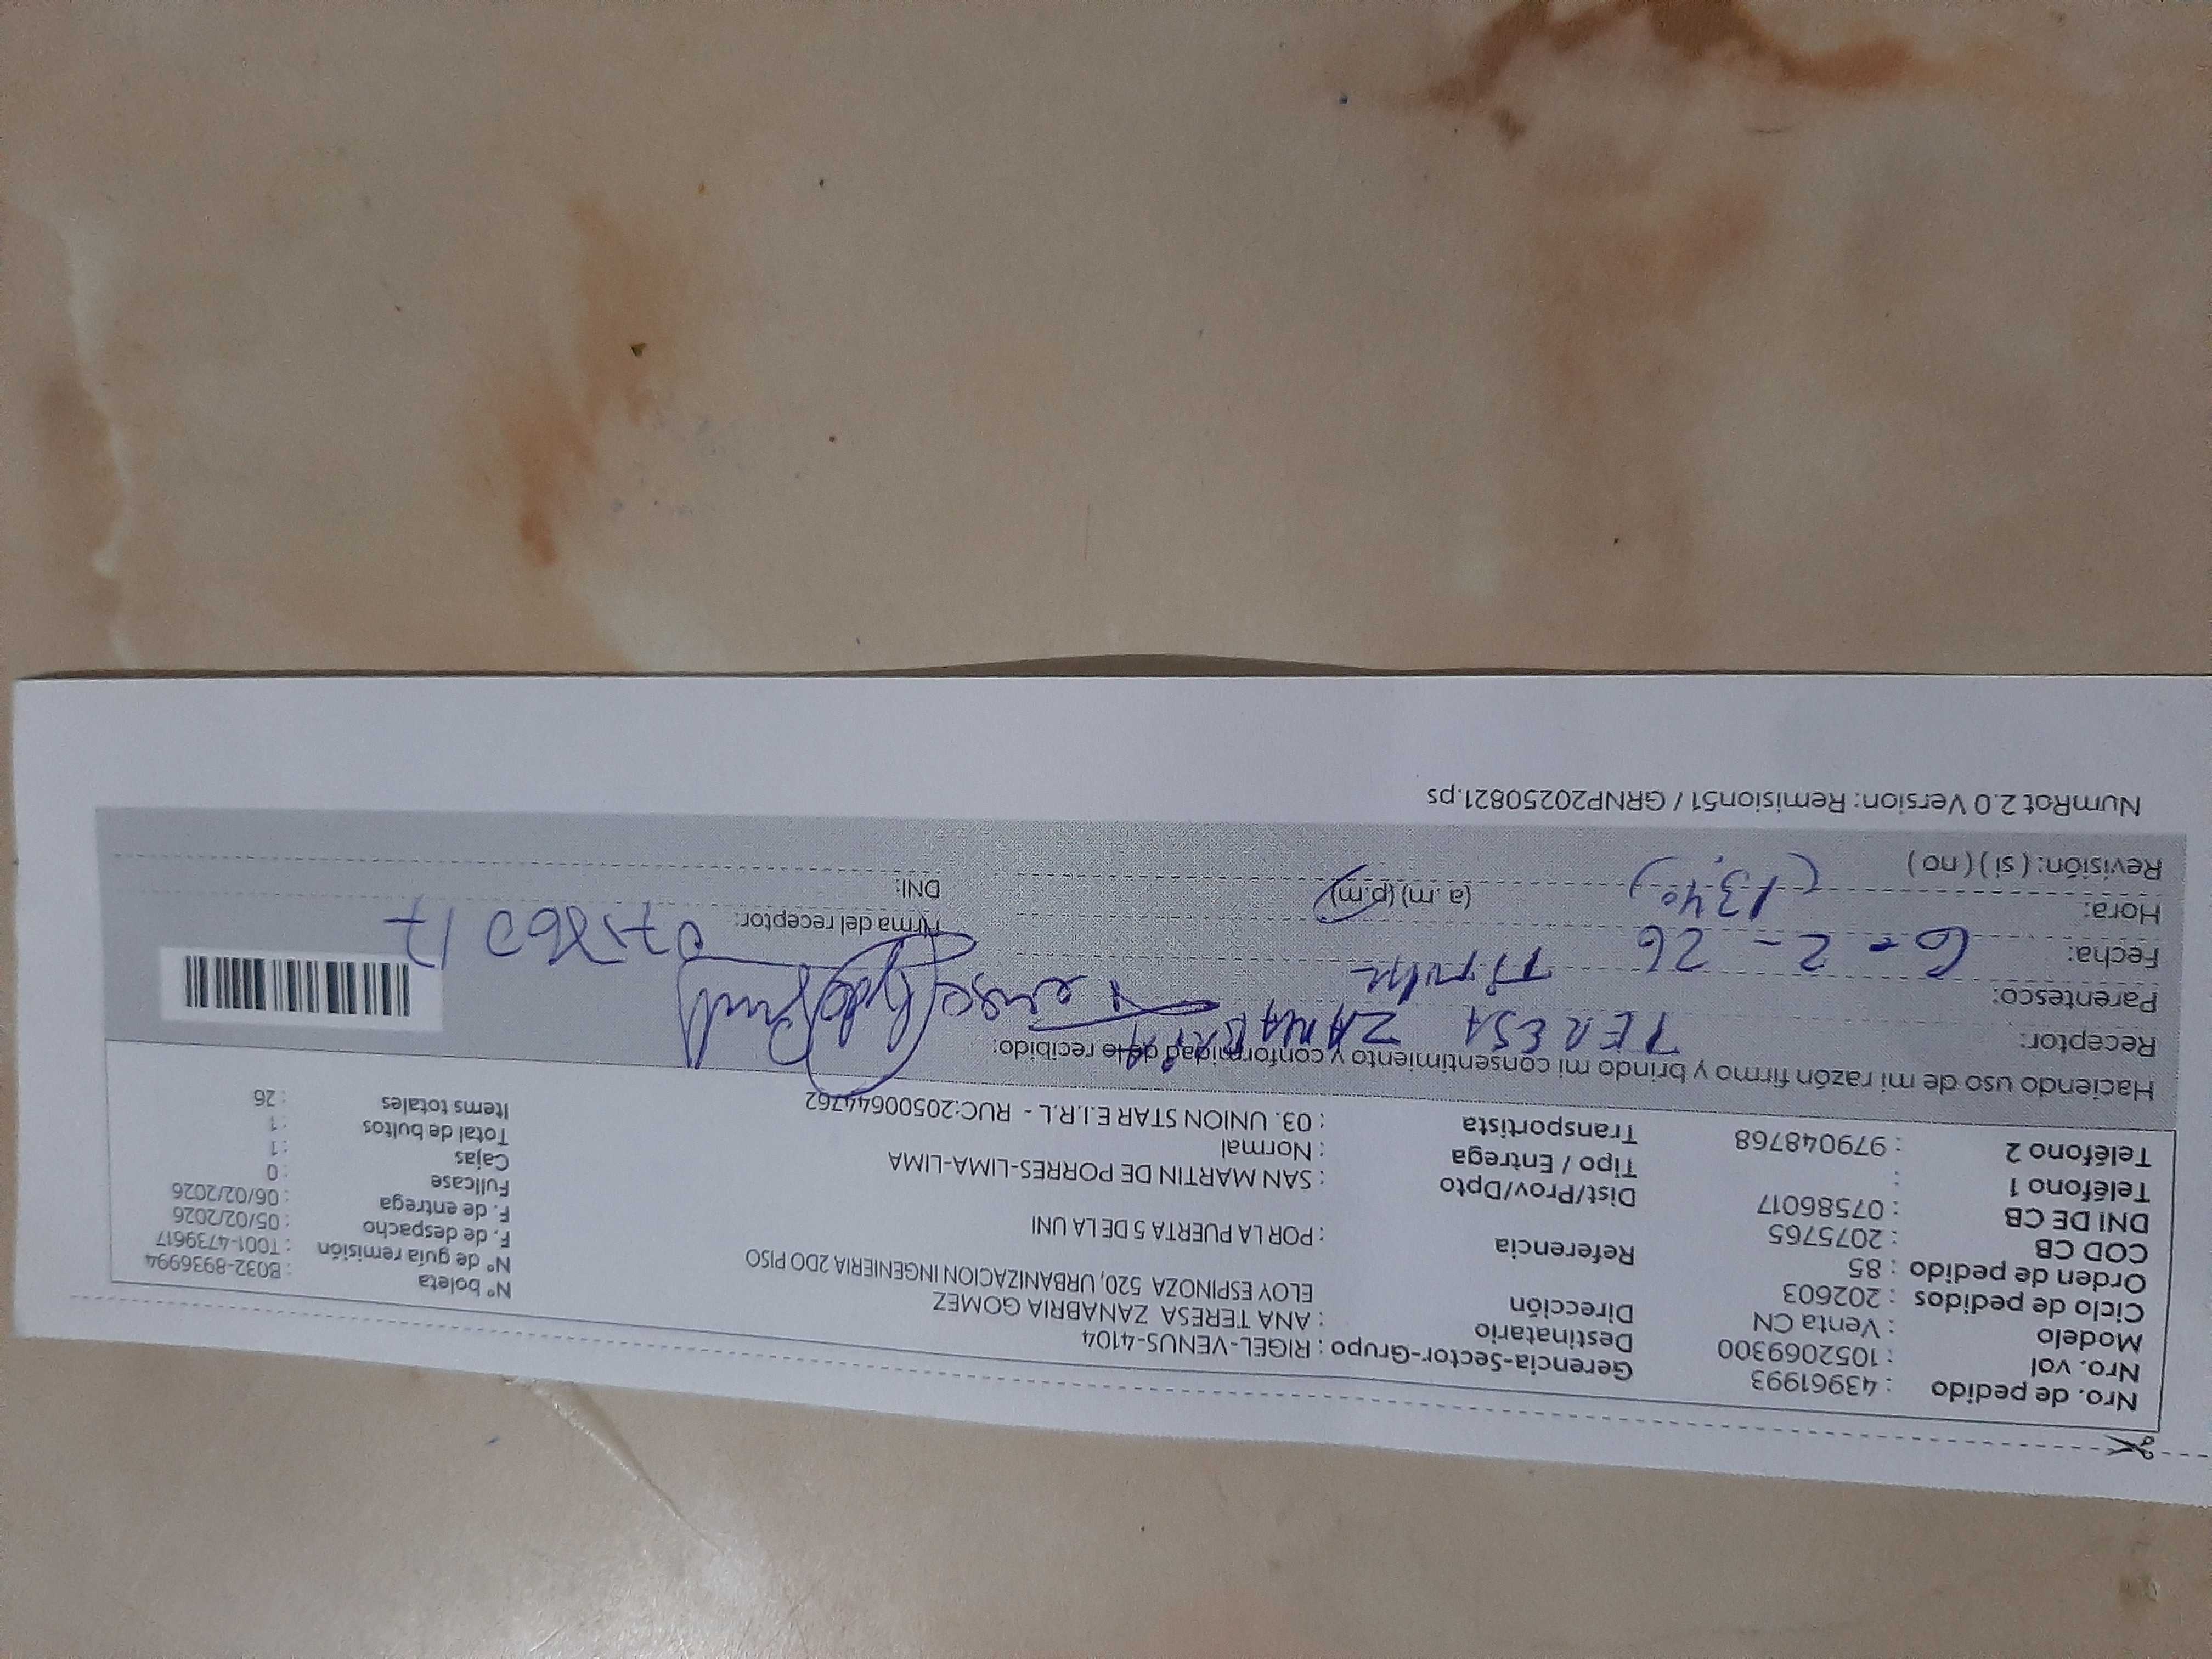 Nro. de pedido : 43961993 Gerencia-Sector-Grupo : RIGEL-VENUS-4104 Nº boleta : B032-8936994
Nro. vol : 1052069300 Destinatario : ANA TERESA ZANABRIA GOMEZ Nº de guia remisión : T001-4739617
Modelo : Venta CN Dirección ELOY ESPINOZA 520, URBANIZACION INGENIERIA 2DO PISO F. de despacho : 05/02/2026
Ciclo de pedidos : 202603 F. de entrega : 06/02/2026
Orden de pedido : 85 Referencia : POR LA PUERTA 5 DE LA UNI Fullcase : 0
COD CB : 2075765 Cajas : 1
DNI DE CB : 07586017 Dist/Prov/Dpto : SAN MARTIN DE PORRES-LIMA-LIMA Total de bultos : 1
Teléfono 1 : Tipo / Entrega : Normal Items totales : 26
Teléfono 2 : 979048768 Transportista : 03. UNION STAR E.I.R.L - RUC:20500644762
Haciendo uso de mi razón firmo y brindo mi consentimiento y conformidad de lo recibido:
Receptor: TERESA ZANABRIA
Parentesco: Titular
Fecha: 6 - 2 - 26 Firma del receptor:
Hora: (13.40) (a. m) (p.m) DNI:
Revisión: ( si ) ( no )
NumRot 2.0 Version: Remision51 / GRNP20250821.ps